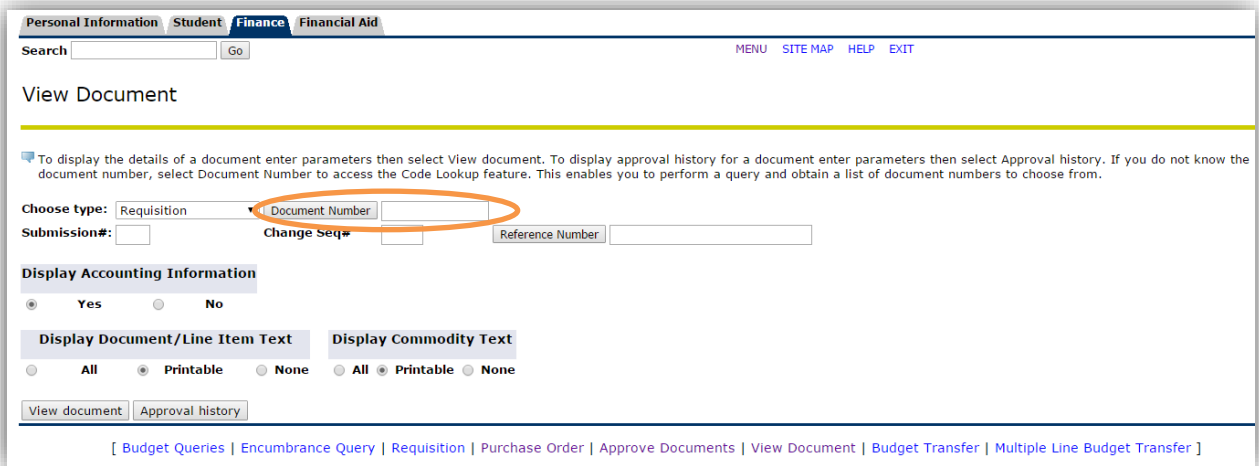 Personal Information Student Finance Financial Aid
Search Go MENU SITE MAP HELP EXIT
View Document
To display the details of a document enter parameters then select View document. To display approval history for a document enter parameters then select Approval history. If you do not know the
document number, select Document Number to access the Code Lookup feature. This enables you to perform a query and obtain a list of document numbers to choose from.
Choose type: Requisition Document Number
Submission#: Change Seq# Reference Number
Display Accounting Information
Yes No
Display Document/Line Item Text Display Commodity Text
All Printable None All Printable None
View document Approval history
[ Budget Queries | Encumbrance Query | Requisition | Purchase Order | Approve Documents | View Document | Budget Transfer | Multiple Line Budget Transfer ]